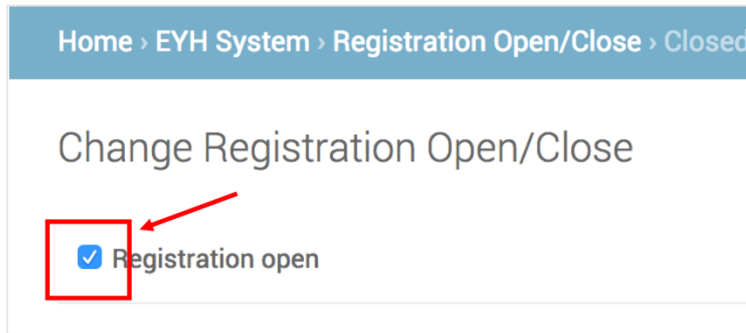 Home › EYH System › Registration Open/Close › Closed
Change Registration Open/Close
Registration open